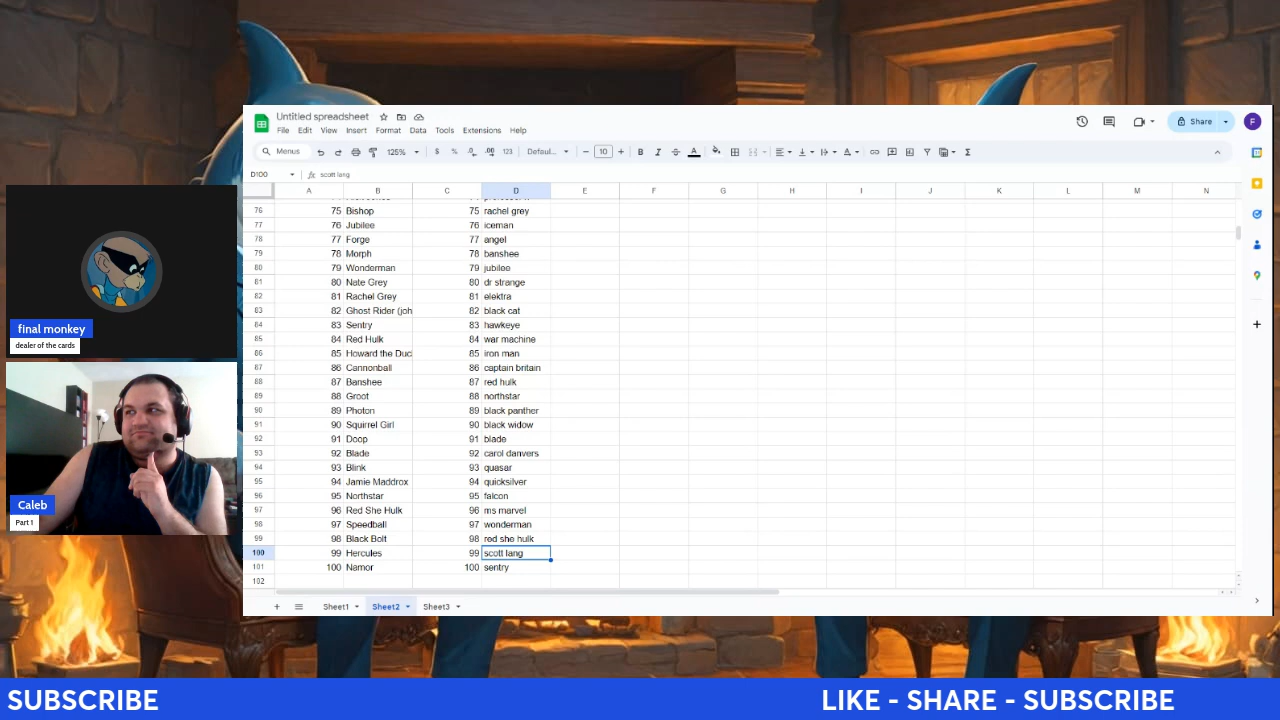 Untitled spreadsheet
File Edit View Insert Format Data Tools Extensions Help
Share
F
Menus 125% $ % .0 .00 123 Defaul... 10 B I A
D100 fx scott lang
A B C D E F G H I J K L M N
76 75 Bishop 75 rachel grey
77 76 Jubilee 76 iceman
78 77 Forge 77 angel
79 78 Morph 78 banshee
80 79 Wonderman 79 jubilee
81 80 Nate Grey 80 dr strange
82 81 Rachel Grey 81 elektra
83 82 Ghost Rider (joh 82 black cat
84 83 Sentry 83 hawkeye
85 84 Red Hulk 84 war machine
86 85 Howard the Duc 85 iron man
87 86 Cannonball 86 captain britain
88 87 Banshee 87 red hulk
89 88 Groot 88 northstar
90 89 Photon 89 black panther
91 90 Squirrel Girl 90 black widow
92 91 Doop 91 blade
93 92 Blade 92 carol danvers
94 93 Blink 93 quasar
95 94 Jamie Maddrox 94 quicksilver
96 95 Northstar 95 falcon
97 96 Red She Hulk 96 ms marvel
98 97 Speedball 97 wonderman
99 98 Black Bolt 98 red she hulk
100 99 Hercules 99 scott lang
101 100 Namor 100 sentry
102
Sheet1 Sheet2 Sheet3
final monkey
dealer of the cards
Caleb
Part 1
SUBSCRIBE
LIKE - SHARE - SUBSCRIBE